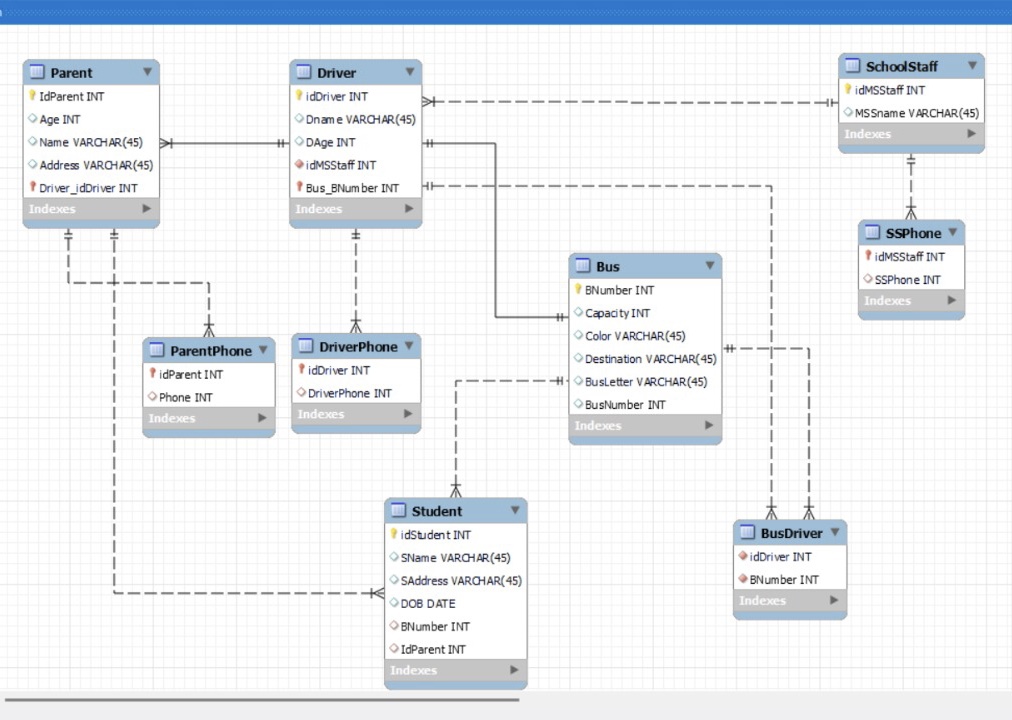 Parent
IdParent INT
Age INT
Name VARCHAR(45)
Address VARCHAR(45)
Driver_idDriver INT
Indexes
Driver
idDriver INT
Dname VARCHAR(45)
DAge INT
idMSStaff INT
Bus_BNumber INT
Indexes
SchoolStaff
idMSStaff INT
MSSname VARCHAR(45)
Indexes
SSPhone
idMSStaff INT
SSPhone INT
Indexes
Bus
BNumber INT
Capacity INT
Color VARCHAR(45)
Destination VARCHAR(45)
BusLetter VARCHAR(45)
BusNumber INT
Indexes
ParentPhone
idParent INT
Phone INT
Indexes
DriverPhone
idDriver INT
DriverPhone INT
Indexes
Student
idStudent INT
SName VARCHAR(45)
SAddress VARCHAR(45)
DOB DATE
BNumber INT
IdParent INT
Indexes
BusDriver
idDriver INT
BNumber INT
Indexes